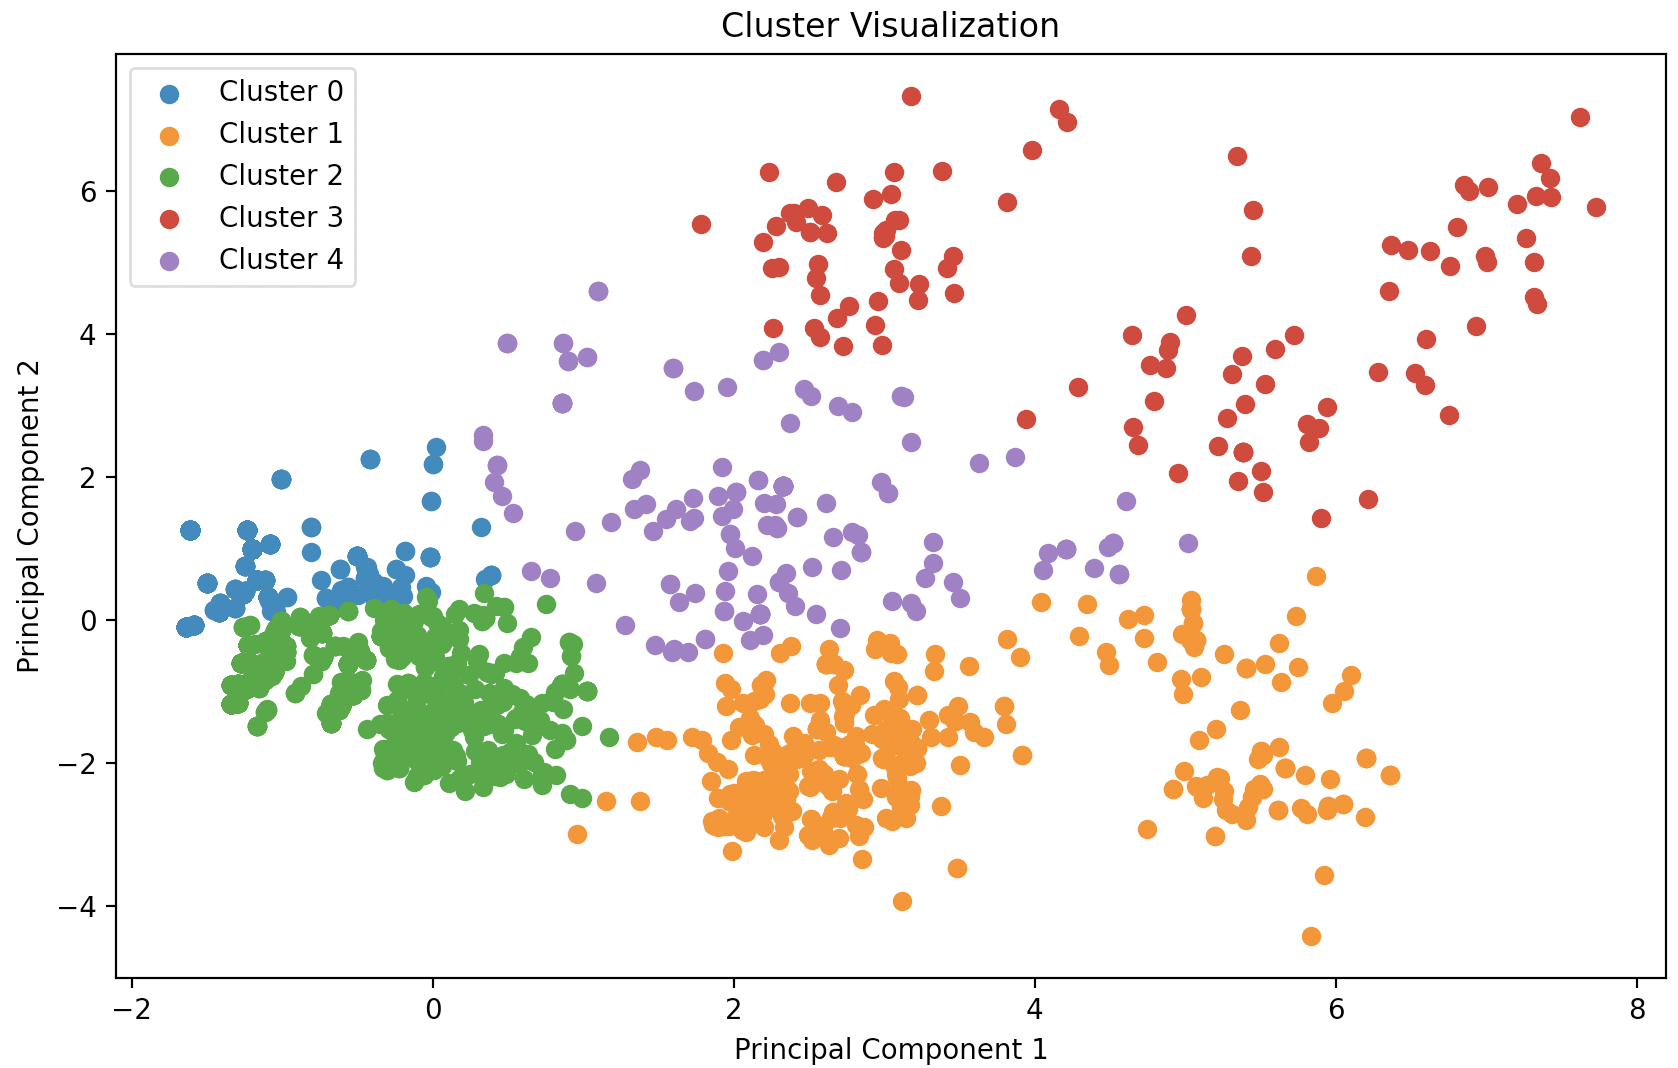 Cluster Visualization
Cluster 0
Cluster 1
Cluster 2
Cluster 3
Cluster 4
Principal Component 2
6
4
2
0
−2
−4
−2 0 2 4 6 8
Principal Component 1